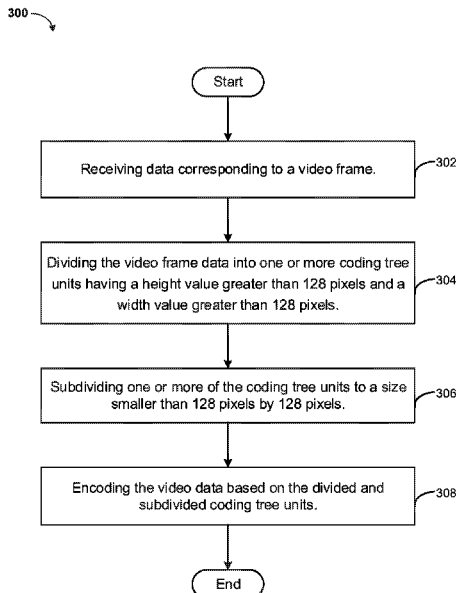 300
Start
Receiving data corresponding to a video frame.
302
Dividing the video frame data into one or more coding tree
units having a height value greater than 128 pixels and a
width value greater than 128 pixels.
304
Subdividing one or more of the coding tree units to a size
smaller than 128 pixels by 128 pixels.
306
Encoding the video data based on the divided and
subdivided coding tree units.
308
End